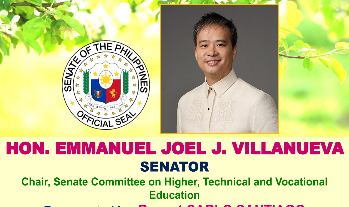 SENATE OF THE PHILIPPINES
OFFICIAL SEAL
HON. EMMANUEL JOEL J. VILLANUEVA
SENATOR
Chair, Senate Committee on Higher, Technical and Vocational
Education